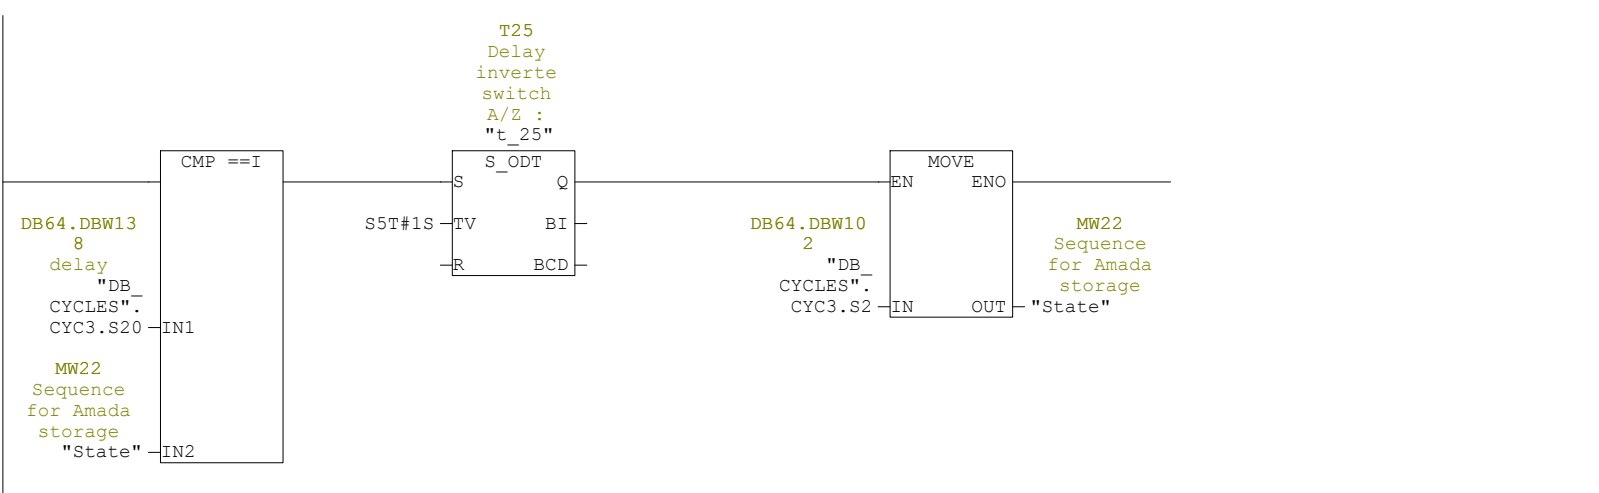 T25
Delay
inverte
switch
A/Z :
"t_25"
CMP ==I
S_ODT
MOVE
S
Q
EN
ENO
DB64.DBW13
8
delay
"DB_
CYCLES".
CYC3.S20
IN1
S5T#1S
TV
BI
R
BCD
DB64.DBW10
2
"DB_
CYCLES".
CYC3.S2
IN
OUT
MW22
Sequence
for Amada
storage
"State"
MW22
Sequence
for Amada
storage
"State"
IN2